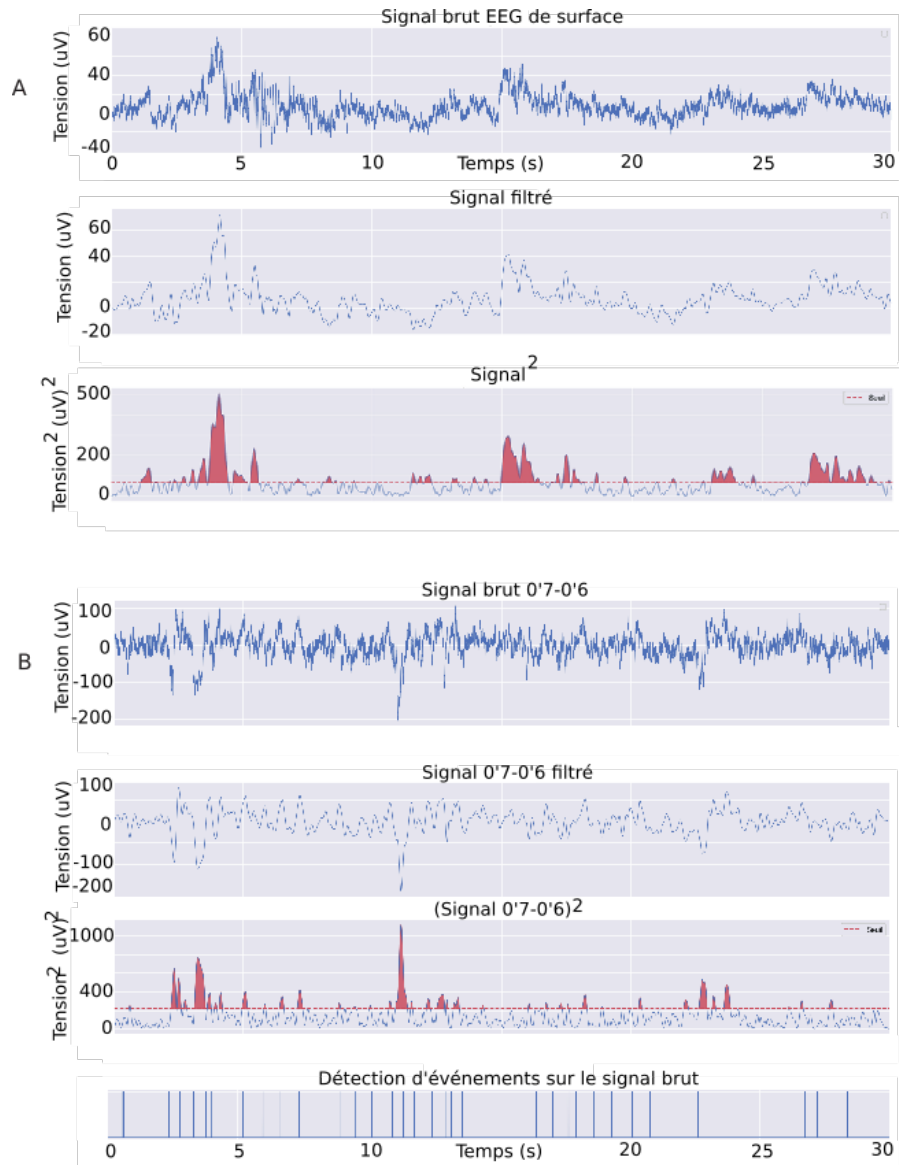 Signal brut EEG de surface
A
Tension (uV)
60
40
0
-40
0 5 10 Temps (s) 20 25 30
Signal filtré
Tension (uV)
60
40
0
-20
Signal²
Tension² (uV)²
500
200
0
Seuil
Signal brut 0'7-0'6
B
Tension (uV)
100
0
-100
-200
Signal 0'7-0'6 filtré
Tension (uV)
100
0
-100
-200
(Signal 0'7-0'6)²
Tension² (uV)²
1000
400
0
Seuil
Détection d'événements sur le signal brut
0 5 10 Temps (s) 20 25 30